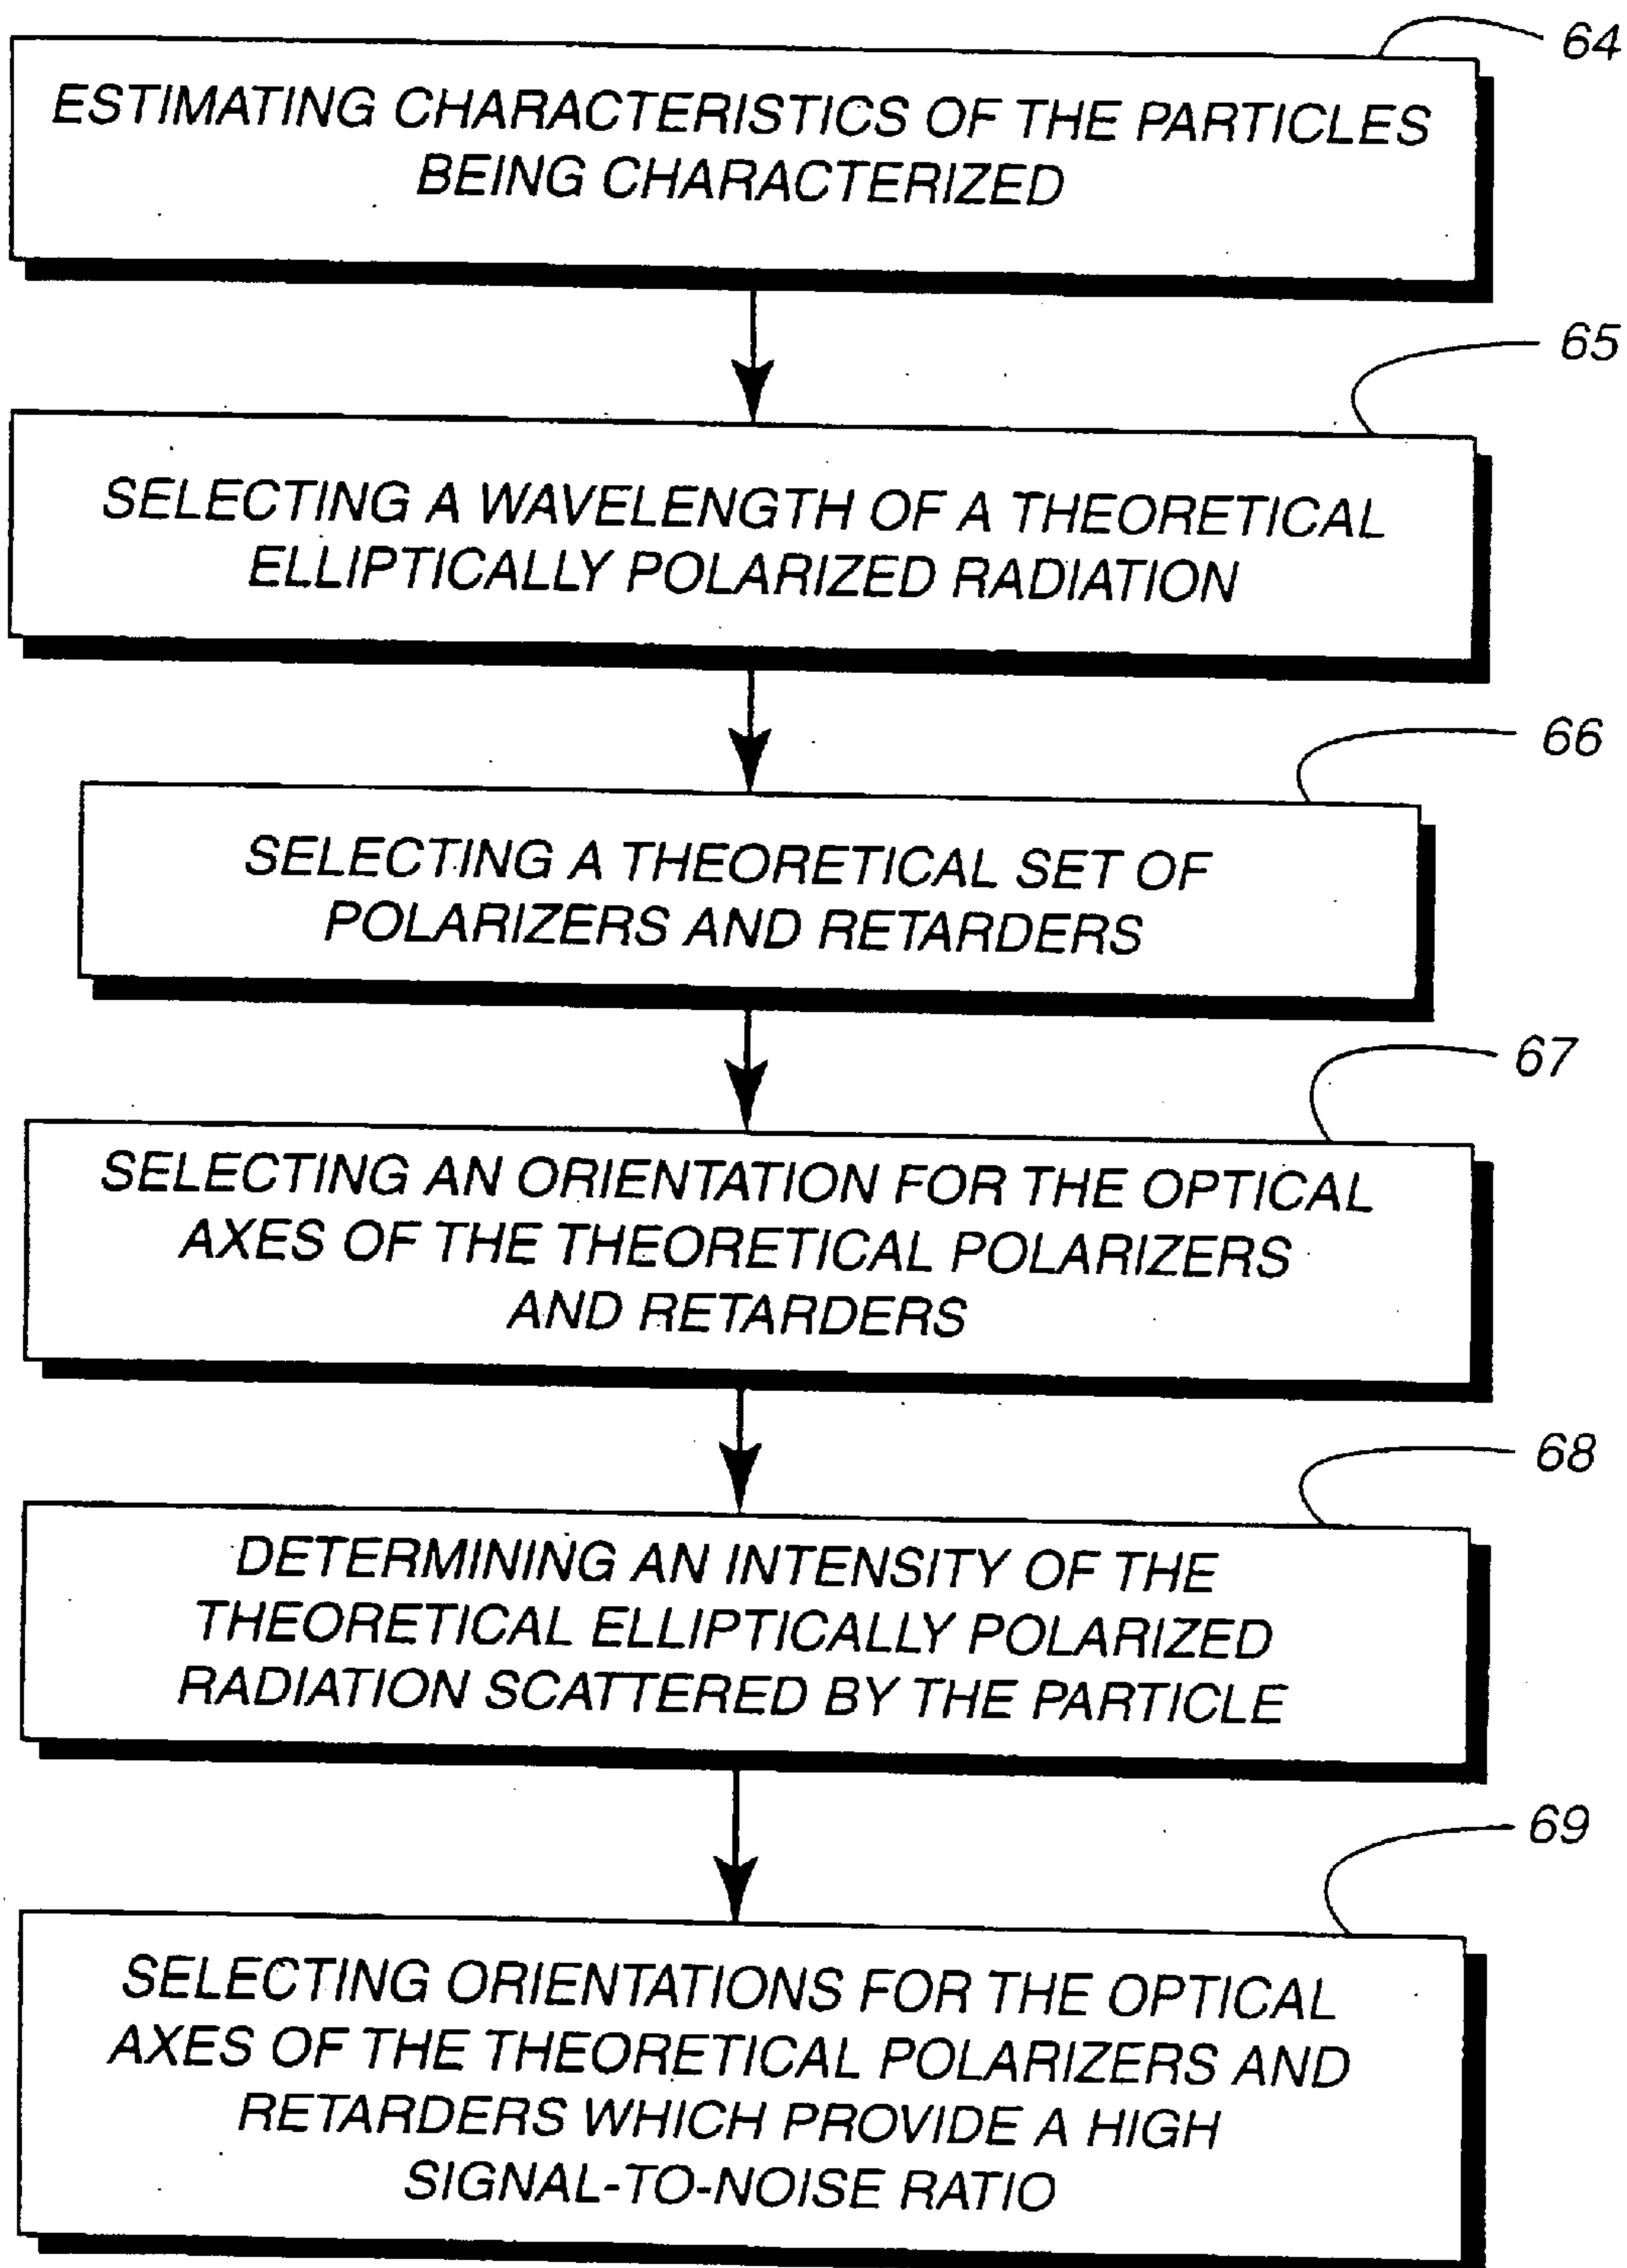 64
ESTIMATING CHARACTERISTICS OF THE PARTICLES
BEING CHARACTERIZED
65
SELECTING A WAVELENGTH OF A THEORETICAL
ELLIPTICALLY POLARIZED RADIATION
66
SELECTING A THEORETICAL SET OF
POLARIZERS AND RETARDERS
67
SELECTING AN ORIENTATION FOR THE OPTICAL
AXES OF THE THEORETICAL POLARIZERS
AND RETARDERS
68
DETERMINING AN INTENSITY OF THE
THEORETICAL ELLIPTICALLY POLARIZED
RADIATION SCATTERED BY THE PARTICLE
69
SELECTING ORIENTATIONS FOR THE OPTICAL
AXES OF THE THEORETICAL POLARIZERS AND
RETARDERS WHICH PROVIDE A HIGH
SIGNAL-TO-NOISE RATIO